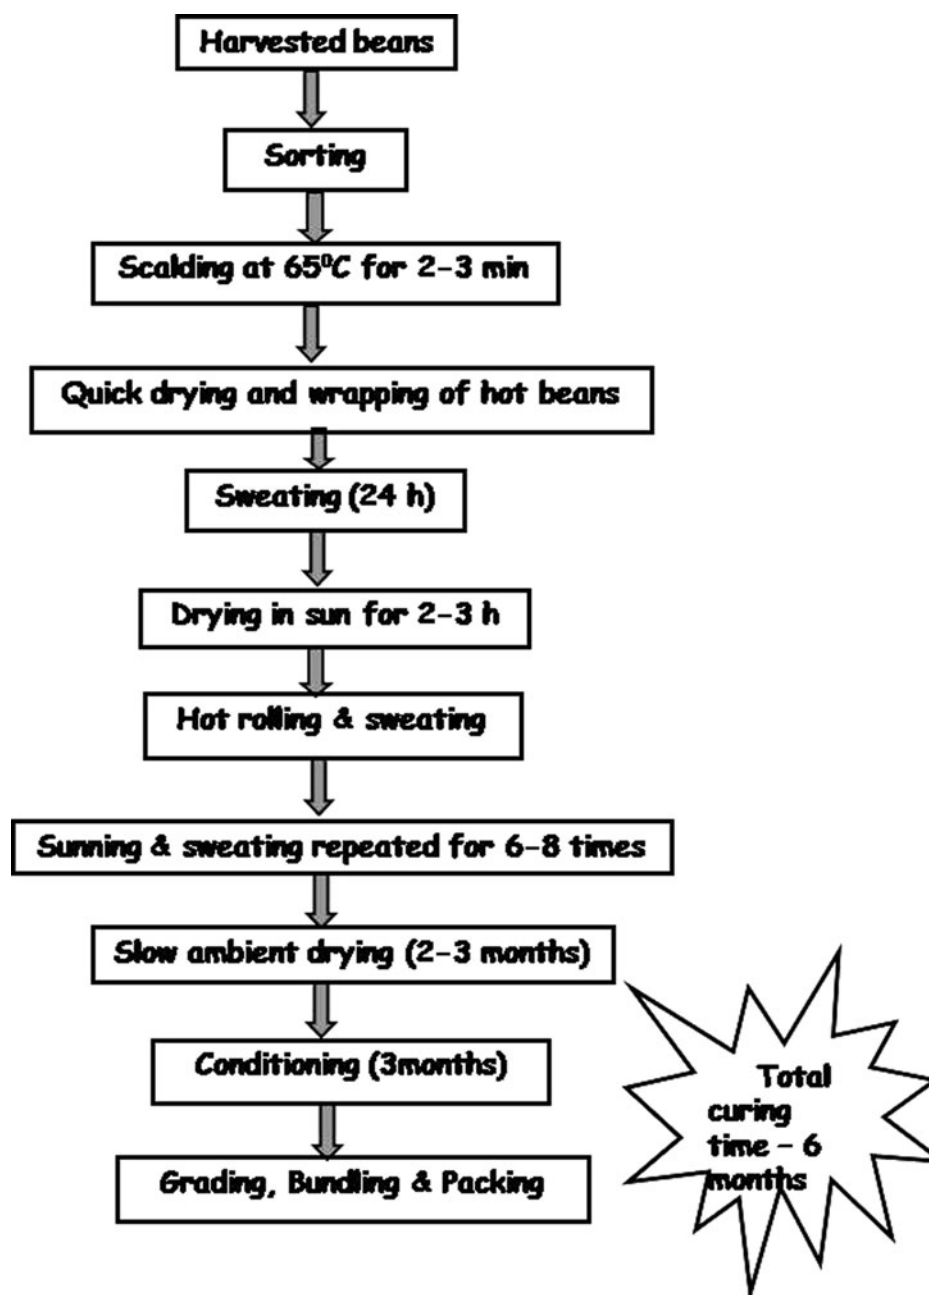 Harvested beans
Sorting
Scalding at 65⁰C for 2-3 min
Quick drying and wrapping of hot beans
Sweating (24 h)
Drying in sun for 2-3 h
Hot rolling & sweating
Sunning & sweating repeated for 6-8 times
Slow ambient drying (2-3 months)
Conditioning (3months)
Grading, Bundling & Packing
Total
curing
time - 6
months